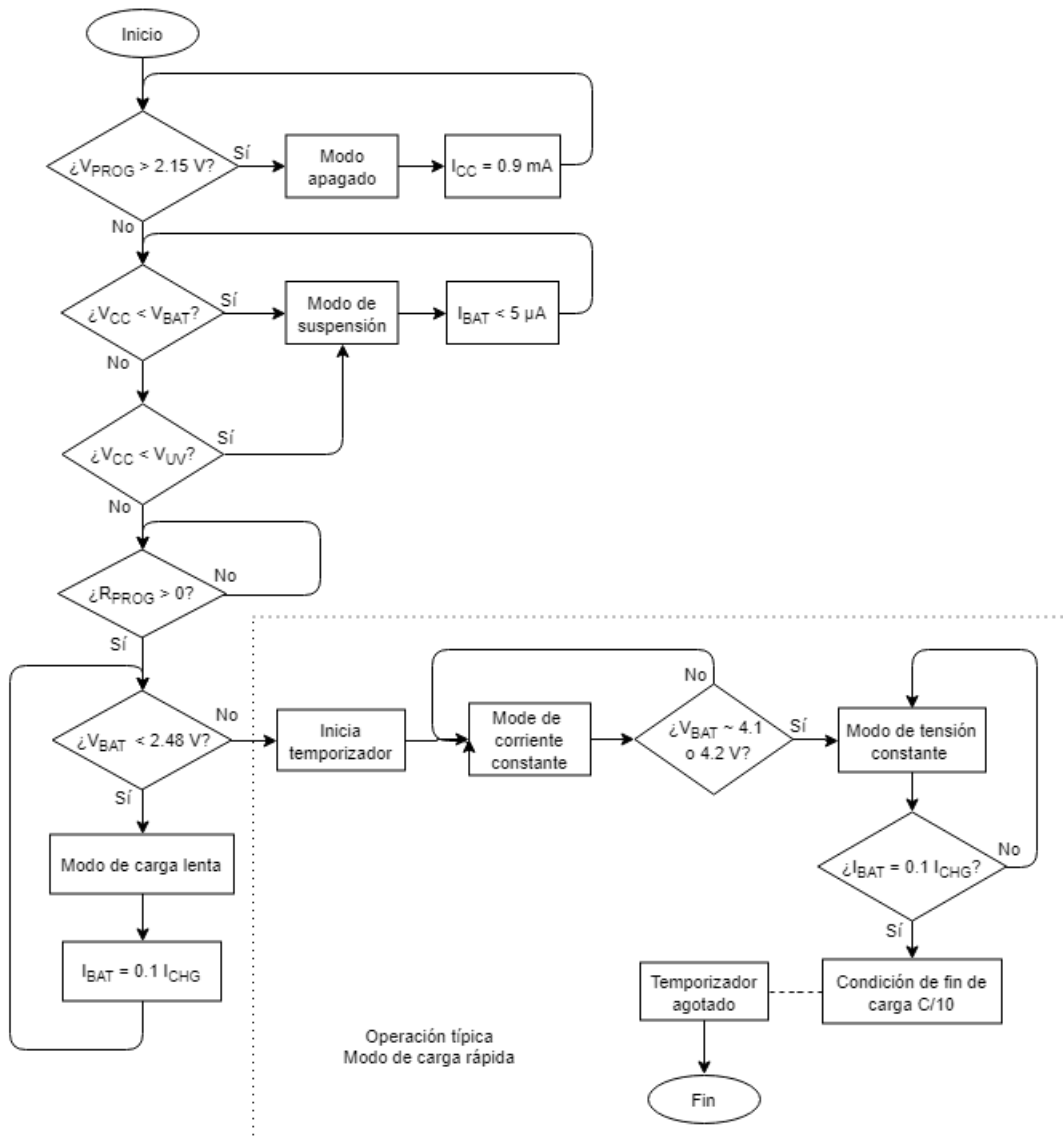 Inicio
¿VPROG > 2.15 V?
Sí
Modo
apagado
ICC = 0.9 mA
No
¿VCC < VBAT?
Sí
Modo de
suspensión
IBAT < 5 µA
No
¿VCC < VUV?
Sí
No
¿RPROG > 0?
No
Sí
¿VBAT < 2.48 V?
No
Inicia
temporizador
Mode de
corriente
constante
No
¿VBAT ~ 4.1
o 4.2 V?
Sí
Modo de tensión
constante
Sí
Modo de carga lenta
IBAT = 0.1 ICHG
¿IBAT = 0.1 ICHG?
No
Sí
Condición de fin de
carga C/10
Temporizador
agotado
Operación típica
Modo de carga rápida
Fin